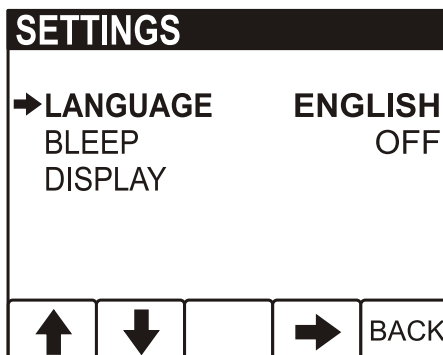 SETTINGS
LANGUAGE ENGLISH
BLEEP OFF
DISPLAY
BACK